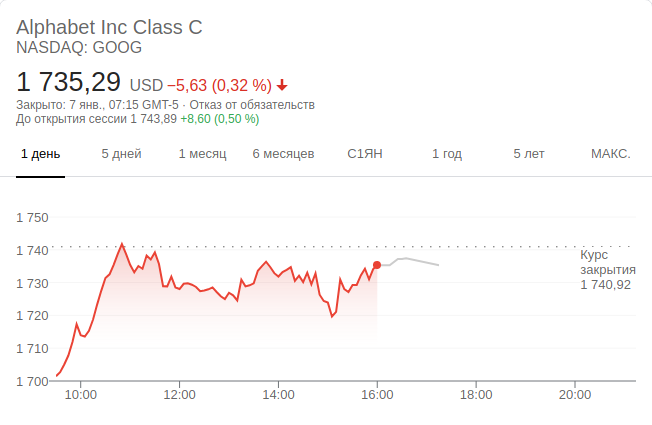 Alphabet Inc Class C
NASDAQ: GOOG
1 735,29 USD −5,63 (0,32 %)
Закрыто: 7 янв., 07:15 GMT-5 · Отказ от обязательств
До открытия сессии 1 743,89 +8,60 (0,50 %)
1 день 5 дней 1 месяц 6 месяцев С1ЯН 1 год 5 лет МАКС.
1 750
1 740
Курс
закрытия
1 740,92
1 730
1 720
1 710
1 700
10:00 12:00 14:00 16:00 18:00 20:00